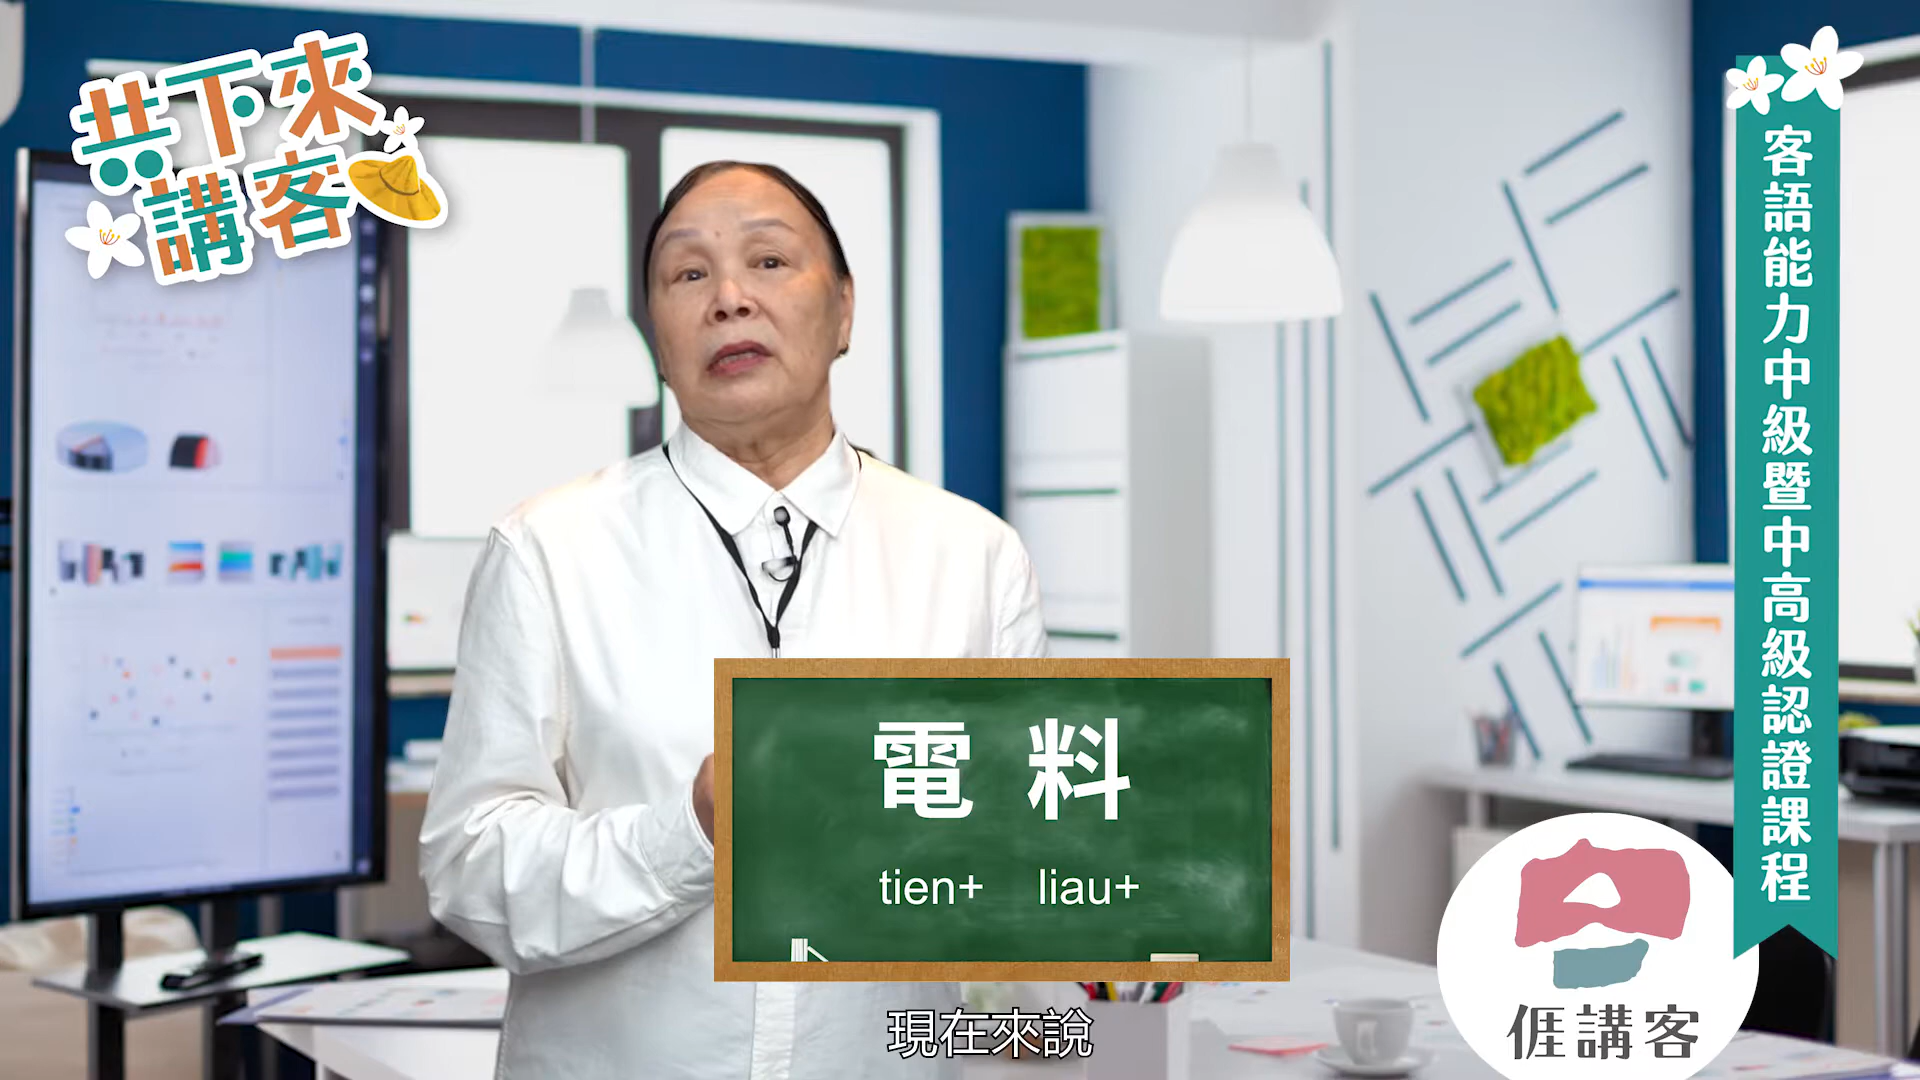 共下來
講客
客語能力中級暨中高級認證課程
電料
tien+ liau+
現在來說
𠊎講客